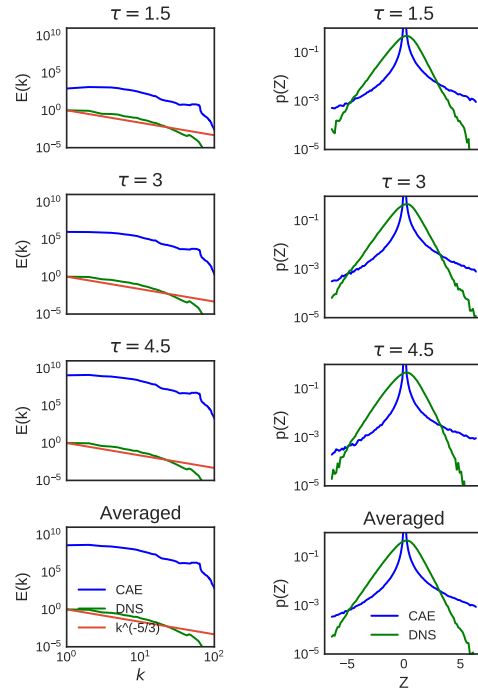 τ = 1.5
τ = 1.5
10^10
10^5
10^0
10^−5
E(k)
10^−1
10^−3
10^−5
p(Z)
τ = 3
τ = 3
10^10
10^5
10^0
10^−5
E(k)
10^−1
10^−3
10^−5
p(Z)
τ = 4.5
τ = 4.5
10^10
10^5
10^0
10^−5
E(k)
10^−1
10^−3
10^−5
p(Z)
Averaged
Averaged
10^10
10^5
10^0
10^−5
E(k)
CAE
DNS
k^(-5/3)
10^0 10^1 10^2
k
10^−1
10^−3
10^−5
p(Z)
CAE
DNS
−5 0 5
Z